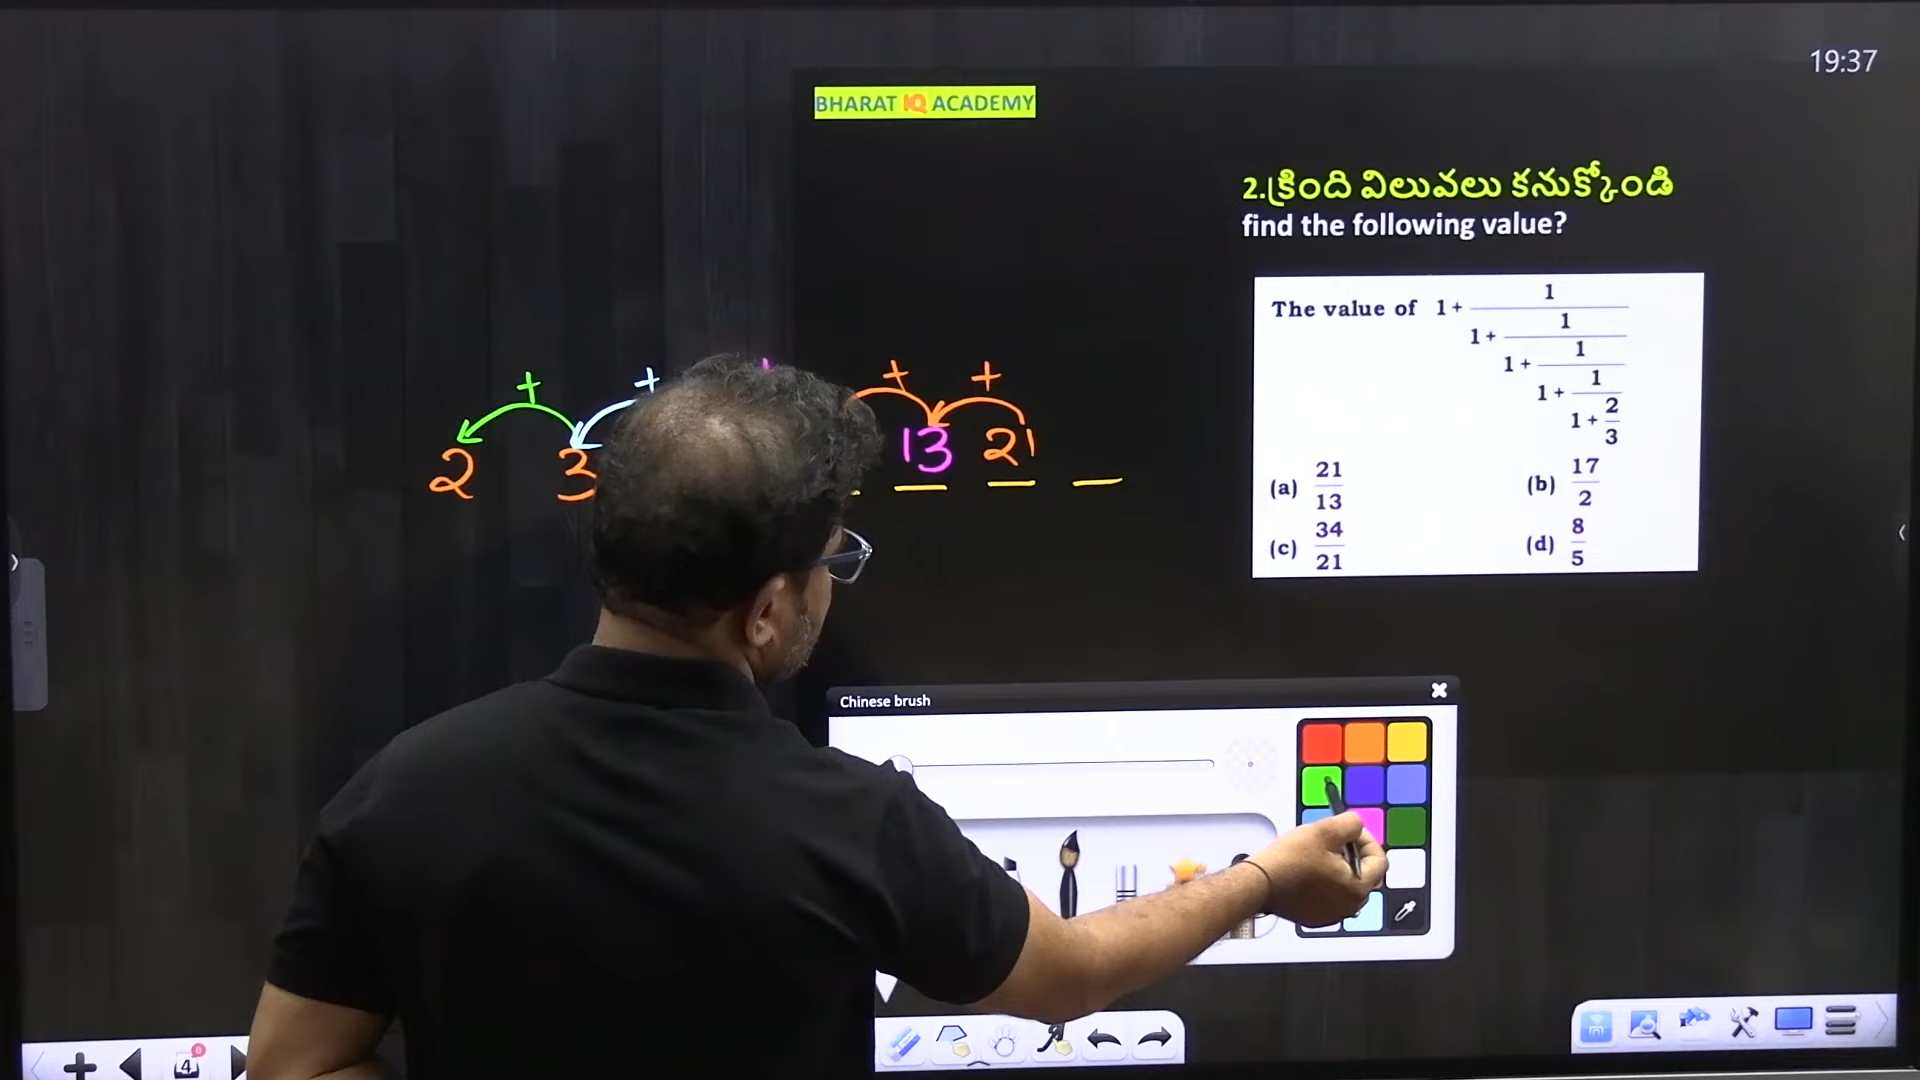 19:37
BHARAT IQ ACADEMY
2.క్రింది విలువలు కనుక్కోండి
find the following value?
The value of 1 + 1
1 + 1
1 + 1
1 + 1
1 + 2
3
(a) 21/13 (b) 17/2
(c) 34/21 (d) 8/5
+ + + +
2 3 13 21
Chinese brush
4